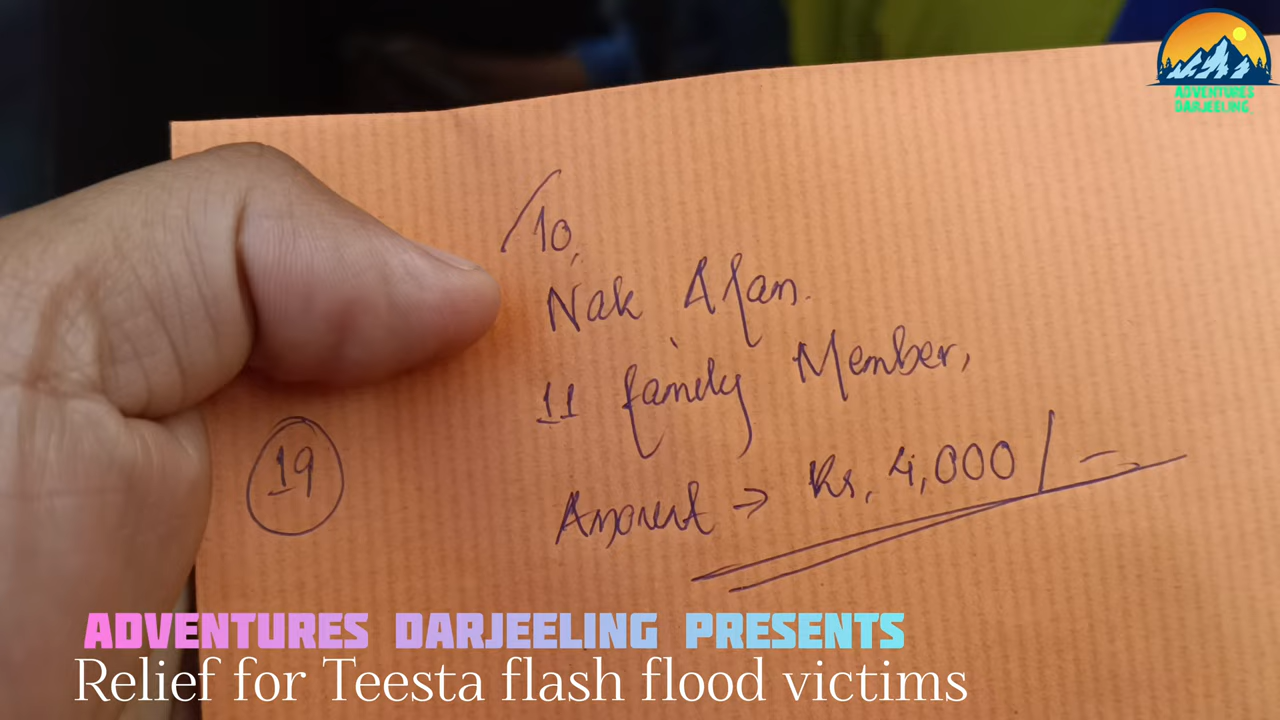 ADVENTURES
DARJEELING
To,
Nak Afan.
11 family Member,
Amount → Rs. 4,000/-
19
ADVENTURES DARJEELING PRESENTS
Relief for Teesta flash flood victims